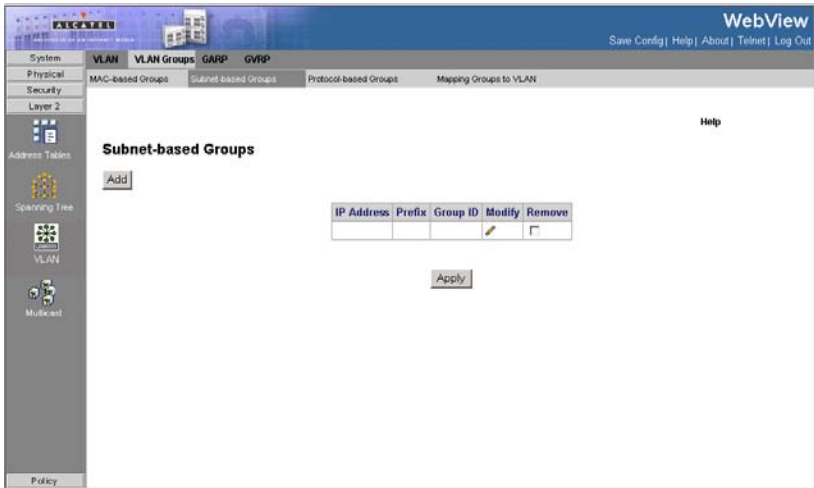 ALCATEL
WebView
Save Config| Help| About| Telnet| Log Out
System
Physical
Security
Layer 2
Address Tables
Spanning Tree
VLAN
Multicast
Policy
VLAN VLAN Groups GARP GVRP
MAC-based Groups Subnet-based Groups Protocol-based Groups Mapping Groups to VLAN
Help
Subnet-based Groups
Add
IP Address Prefix Group ID Modify Remove
Apply